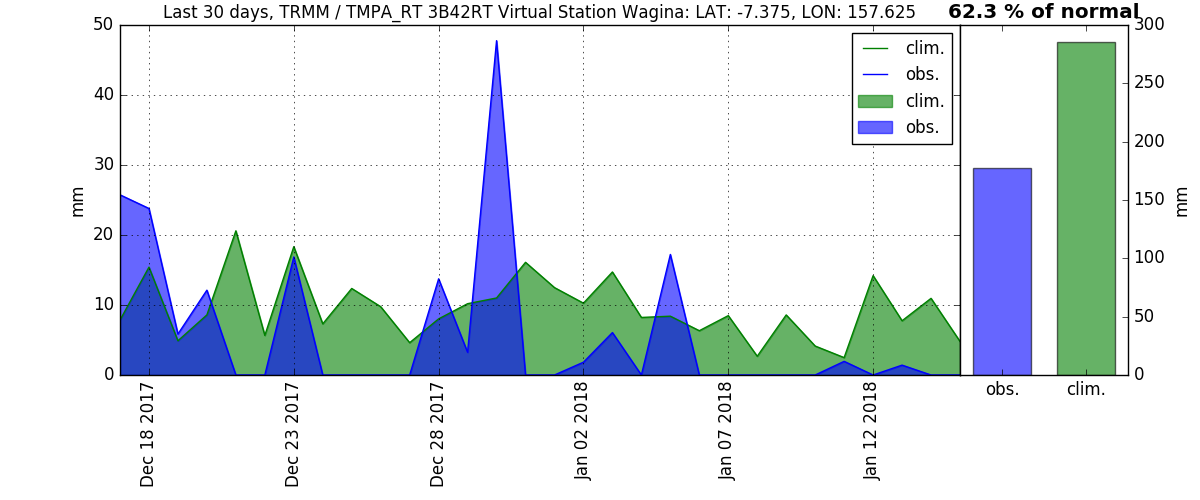 Last 30 days, TRMM / TMPA_RT 3B42RT Virtual Station Wagina: LAT: -7.375, LON: 157.625
62.3 % of normal
50
40
30
20
10
0
mm
clim.
obs.
clim.
obs.
300
250
200
150
100
50
0
mm
obs.
clim.
Dec 18 2017
Dec 23 2017
Dec 28 2017
Jan 02 2018
Jan 07 2018
Jan 12 2018